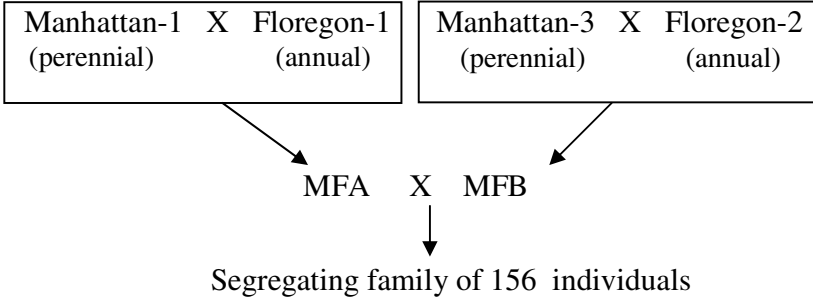 Manhattan-1 X Floregon-1
(perennial) (annual)
Manhattan-3 X Floregon-2
(perennial) (annual)
MFA X MFB
Segregating family of 156 individuals